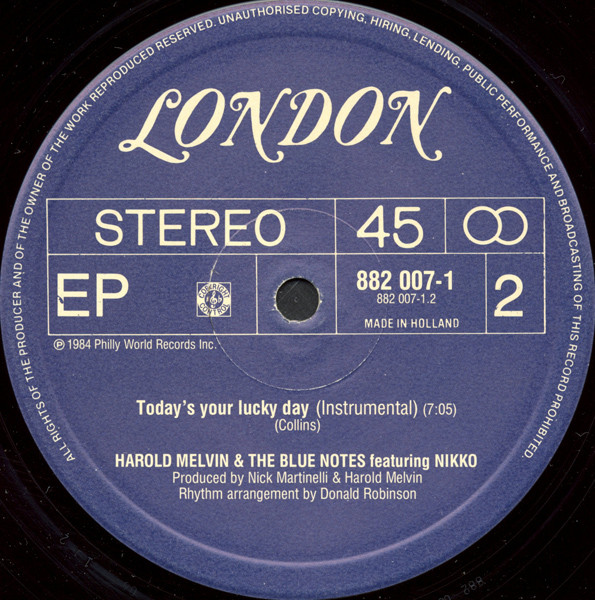 ALL RIGHTS OF THE PRODUCER AND OF THE OWNER OF THE WORK REPRODUCED RESERVED. UNAUTHORISED COPYING, HIRING, LENDING, PUBLIC PERFORMANCE AND BROADCASTING OF THIS RECORD PROHIBITED.
LONDON
STEREO 45
EP
COPYRIGHT CONTROL
882 007-1
882 007-1.2
MADE IN HOLLAND
2
℗ 1984 Philly World Records Inc.
Today's your lucky day (Instrumental) (7:05)
(Collins)
HAROLD MELVIN & THE BLUE NOTES featuring NIKKO
Produced by Nick Martinelli & Harold Melvin
Rhythm arrangement by Donald Robinson